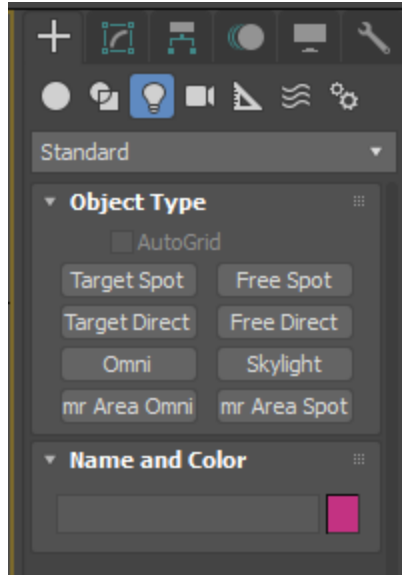 Standard
Object Type
AutoGrid
Target Spot Free Spot
Target Direct Free Direct
Omni Skylight
mr Area Omni mr Area Spot
Name and Color